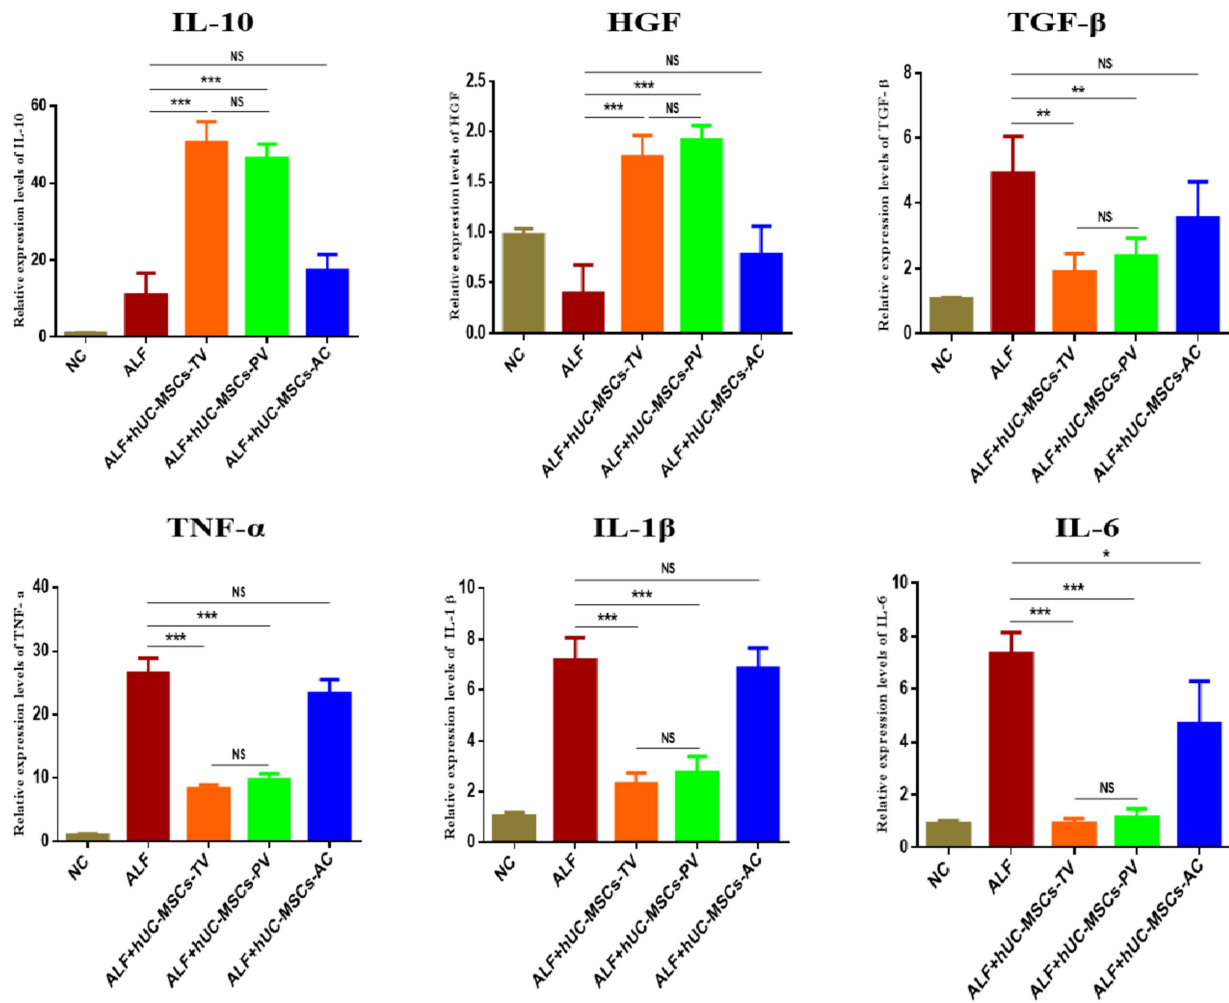 IL-10
NS
***
*** NS
Relative expression levels of IL-10
60
40
20
0
NC
ALF
ALF+hUC-MSCs-TV
ALF+hUC-MSCs-PV
ALF+hUC-MSCs-AC
HGF
NS
***
*** NS
Relative expression levels of HGF
2.5
2.0
1.5
1.0
0.5
0.0
NC
ALF
ALF+hUC-MSCs-TV
ALF+hUC-MSCs-PV
ALF+hUC-MSCs-AC
TGF-β
NS
**
**
NS
Relative expression levels of TGF- β
8
6
4
2
0
NC
ALF
ALF+hUC-MSCs-TV
ALF+hUC-MSCs-PV
ALF+hUC-MSCs-AC
TNF-α
NS
***
***
NS
Relative expression levels of TNF- α
40
30
20
10
0
NC
ALF
ALF+hUC-MSCs-TV
ALF+hUC-MSCs-PV
ALF+hUC-MSCs-AC
IL-1β
NS
***
***
NS
Relative expression levels of IL-1 β
10
8
6
4
2
0
NC
ALF
ALF+hUC-MSCs-TV
ALF+hUC-MSCs-PV
ALF+hUC-MSCs-AC
IL-6
*
***
***
NS
Relative expression levels of IL-6
10
8
6
4
2
0
NC
ALF
ALF+hUC-MSCs-TV
ALF+hUC-MSCs-PV
ALF+hUC-MSCs-AC